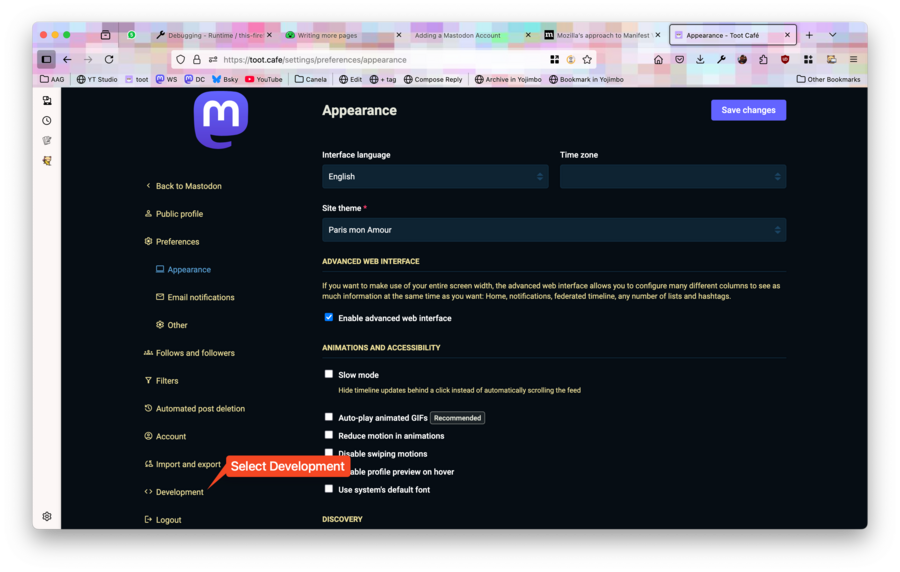 Debugging - Runtime / this-fire
Writing more pages
Adding a Mastodon Account
Mozilla's approach to Manifest
Appearance - Toot Café
https://toot.cafe/settings/preferences/appearance
AAG
YT Studio
toot
WS
DC
Bsky
YouTube
Canela
Edit
+ tag
Compose Reply
Archive in Yojimbo
Bookmark in Yojimbo
Other Bookmarks
Appearance
Save changes
Interface language
Time zone
English
Site theme *
Paris mon Amour
Back to Mastodon
Public profile
Preferences
Appearance
Email notifications
Other
Follows and followers
Filters
Automated post deletion
Account
Import and export
Development
Logout
ADVANCED WEB INTERFACE
If you want to make use of your entire screen width, the advanced web interface allows you to configure many different columns to see as
much information at the same time as you want: Home, notifications, federated timeline, any number of lists and hashtags.
Enable advanced web interface
ANIMATIONS AND ACCESSIBILITY
Slow mode
Hide timeline updates behind a click instead of automatically scrolling the feed
Auto-play animated GIFs Recommended
Reduce motion in animations
Disable swiping motions
able profile preview on hover
Use system's default font
DISCOVERY
Select Development